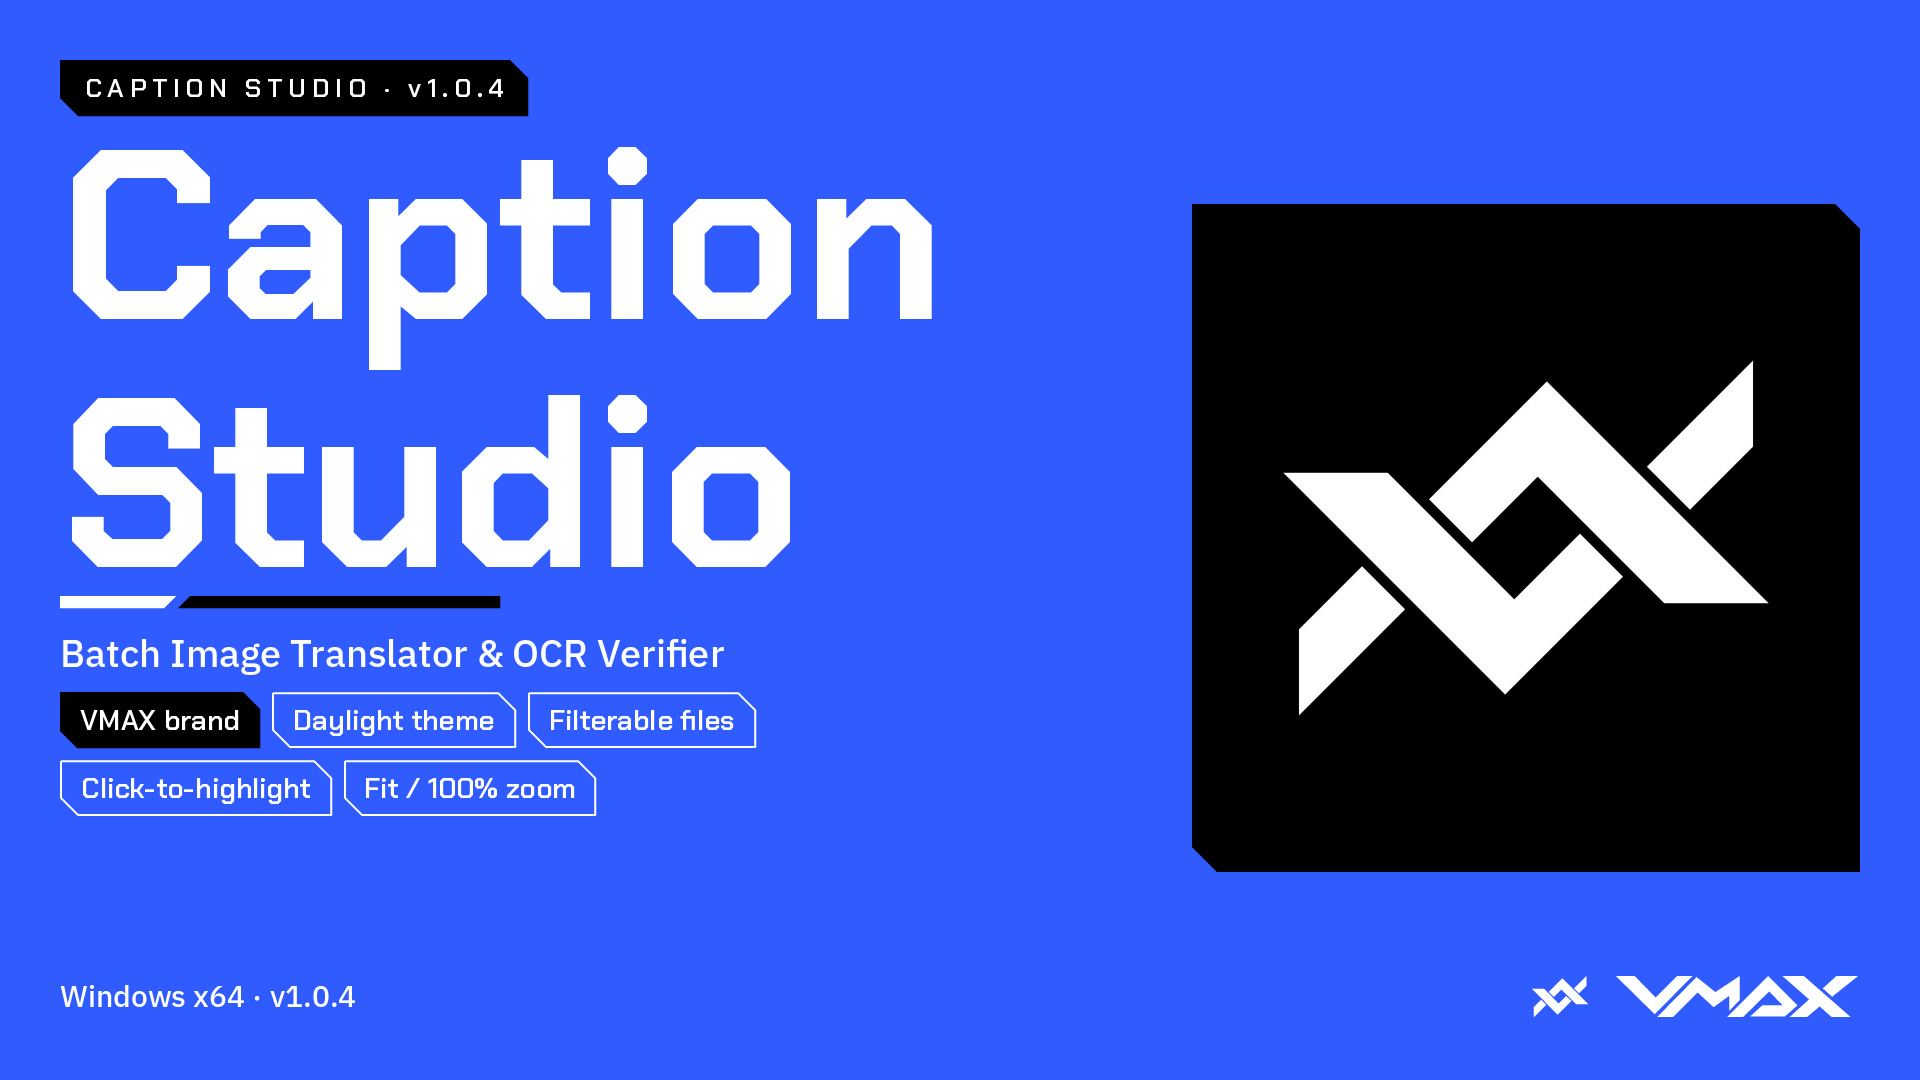 CAPTION STUDIO · v1.0.4
Caption
Studio
Batch Image Translator & OCR Verifier
VMAX brand
Daylight theme
Filterable files
Click-to-highlight
Fit / 100% zoom
Windows x64 · v1.0.4
VMAX